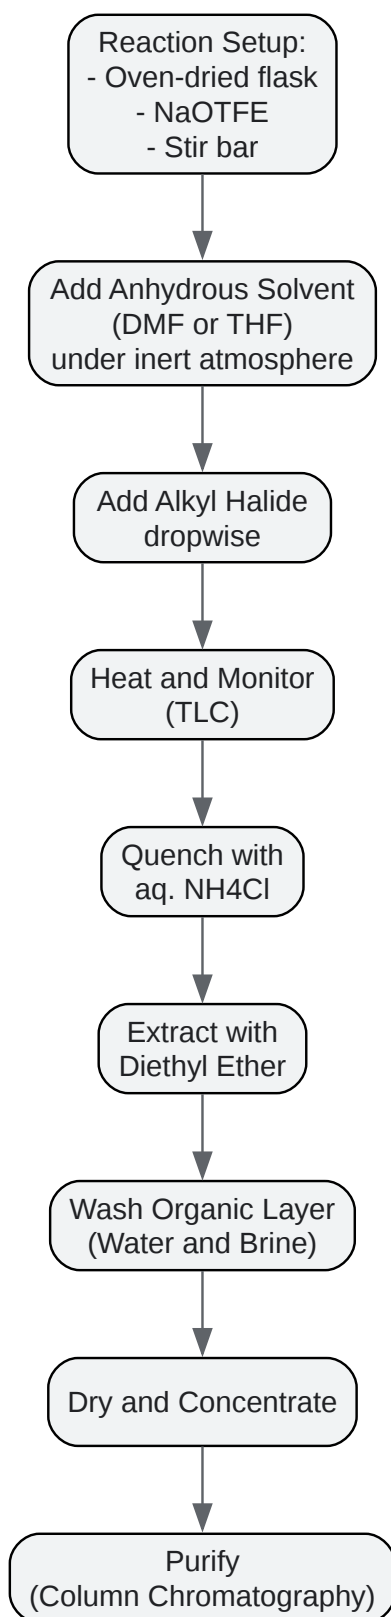 Reaction Setup:
- Oven-dried flask
- NaOTFE
- Stir bar
Add Anhydrous Solvent
(DMF or THF)
under inert atmosphere
Add Alkyl Halide
dropwise
Heat and Monitor
(TLC)
Quench with
aq. NH4Cl
Extract with
Diethyl Ether
Wash Organic Layer
(Water and Brine)
Dry and Concentrate
Purify
(Column Chromatography)